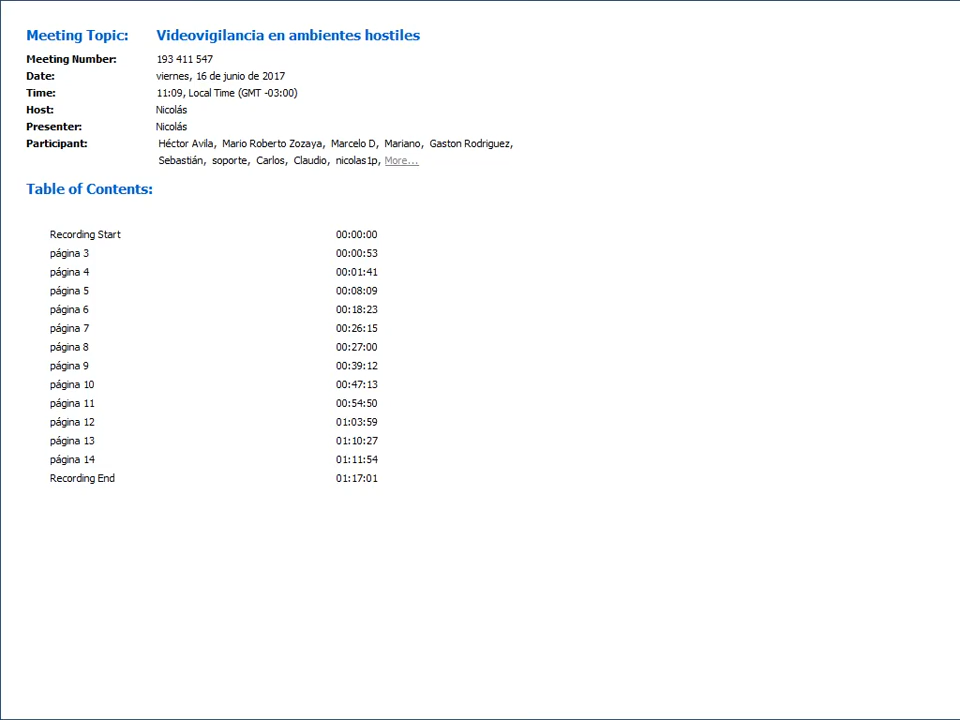 Meeting Topic: Videovigilancia en ambientes hostiles
Meeting Number: 193 411 547
Date: viernes, 16 de junio de 2017
Time: 11:09, Local Time (GMT -03:00)
Host: Nicolás
Presenter: Nicolás
Participant: Héctor Avila, Mario Roberto Zozaya, Marcelo D, Mariano, Gaston Rodriguez,
Sebastián, soporte, Carlos, Claudio, nicolas1p, More...
Table of Contents:
Recording Start 00:00:00
página 3 00:00:53
página 4 00:01:41
página 5 00:08:09
página 6 00:18:23
página 7 00:26:15
página 8 00:27:00
página 9 00:39:12
página 10 00:47:13
página 11 00:54:50
página 12 01:03:59
página 13 01:10:27
página 14 01:11:54
Recording End 01:17:01